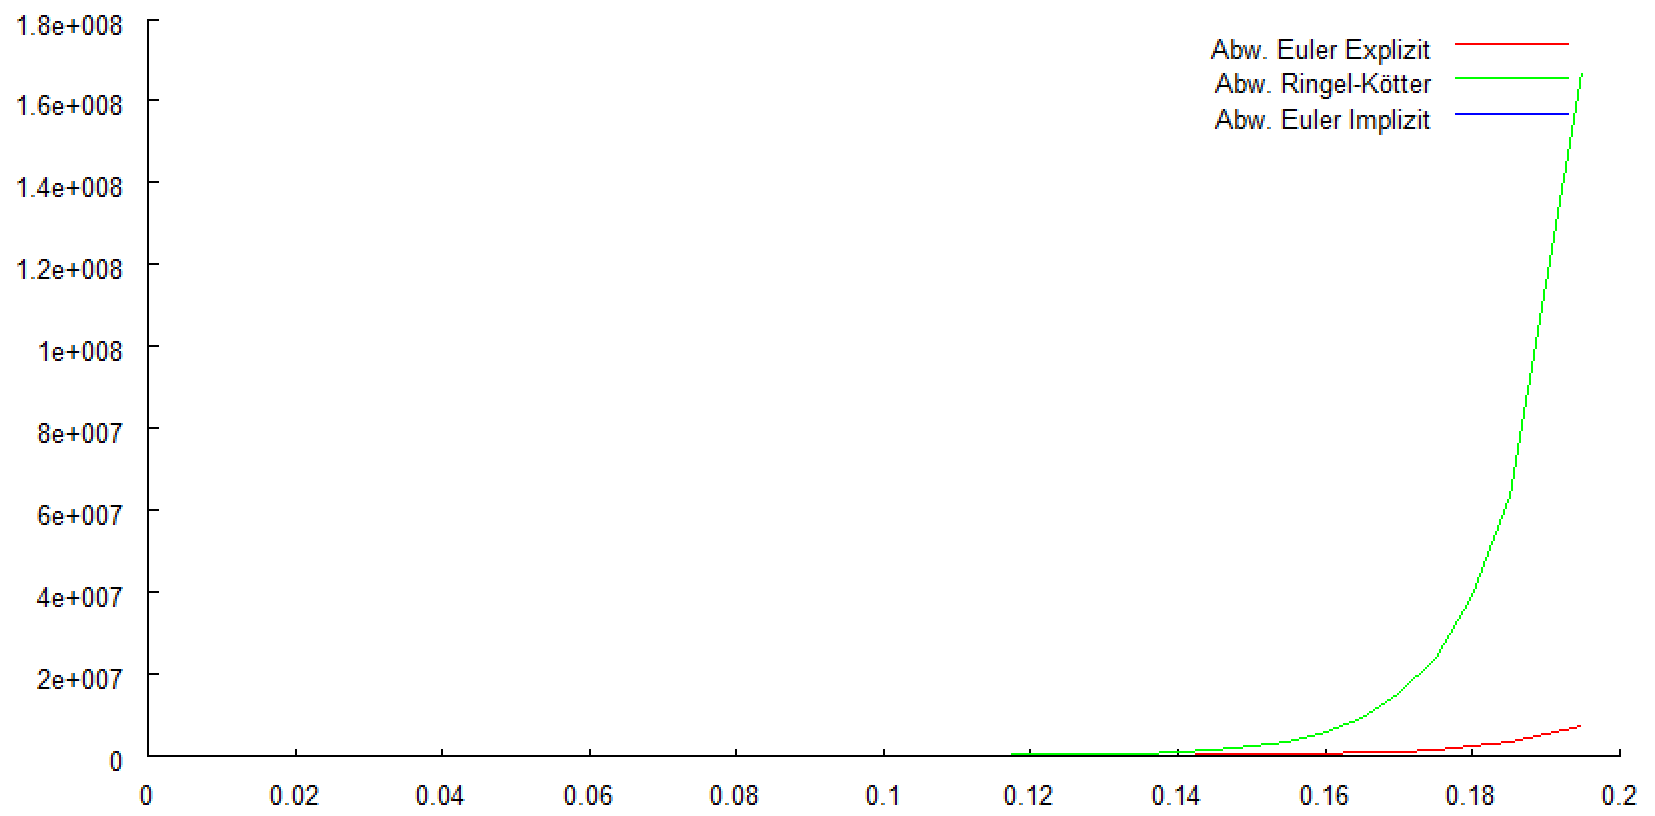 1.8e+008
1.6e+008
1.4e+008
1.2e+008
1e+008
8e+007
6e+007
4e+007
2e+007
0
Abw. Euler Explizit
Abw. Ringel-Kötter
Abw. Euler Implizit
0 0.02 0.04 0.06 0.08 0.1 0.12 0.14 0.16 0.18 0.2